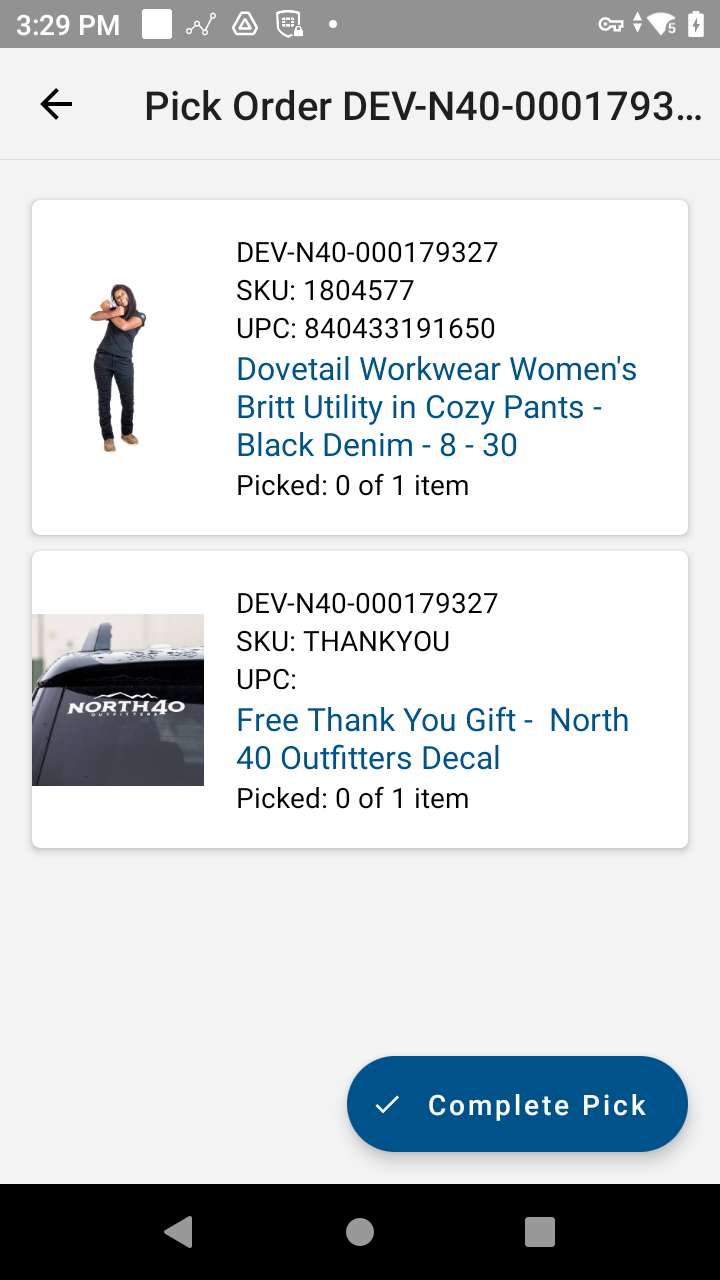 3:29 PM
5
Pick Order DEV-N40-0001793…
DEV-N40-000179327
SKU: 1804577
UPC: 840433191650
Dovetail Workwear Women's
Britt Utility in Cozy Pants -
Black Denim - 8 - 30
Picked: 0 of 1 item
DEV-N40-000179327
SKU: THANKYOU
UPC:
Free Thank You Gift -  North
40 Outfitters Decal
Picked: 0 of 1 item
NORTH40
OUTFITTERS
Complete Pick